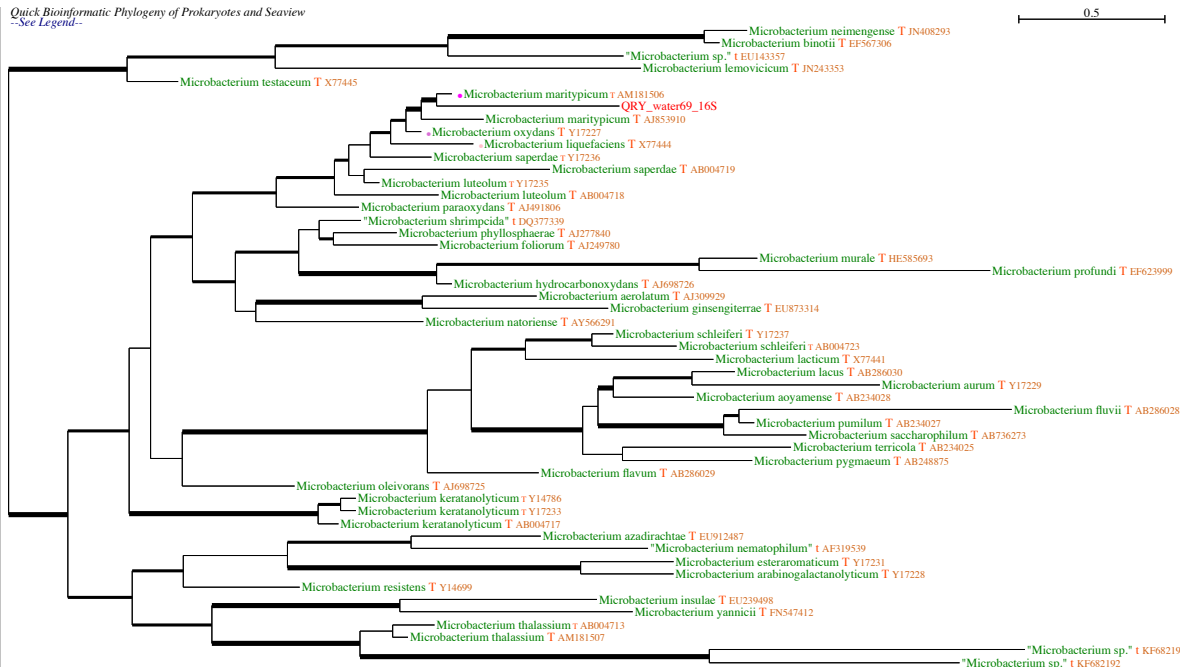 Quick Bioinformatic Phylogeny of Prokaryotes and Seaview
--See Legend--
0.5
Microbacterium neimengense T JN408293
Microbacterium binotii T EF567306
"Microbacterium sp." t EU143357
Microbacterium lemovicicum T JN243353
Microbacterium testaceum T X77445
Microbacterium maritypicum T AM181506
QRY_water69_16S
Microbacterium maritypicum T AJ853910
Microbacterium oxydans T Y17227
Microbacterium liquefaciens T X77444
Microbacterium saperdae T Y17236
Microbacterium saperdae T AB004719
Microbacterium luteolum T Y17235
Microbacterium luteolum T AB004718
Microbacterium paraoxydans T AJ491806
"Microbacterium shrimpcida" t DQ377339
Microbacterium phyllosphaerae T AJ277840
Microbacterium foliorum T AJ249780
Microbacterium murale T HE585693
Microbacterium profundi T EF623999
Microbacterium hydrocarbonoxydans T AJ698726
Microbacterium aerolatum T AJ309929
Microbacterium ginsengiterrae T EU873314
Microbacterium natoriense T AY566291
Microbacterium schleiferi T Y17237
Microbacterium schleiferi T AB004723
Microbacterium lacticum T X77441
Microbacterium lacus T AB286030
Microbacterium aurum T Y17229
Microbacterium aoyamense T AB234028
Microbacterium fluvii T AB286028
Microbacterium pumilum T AB234027
Microbacterium saccharophilum T AB736273
Microbacterium terricola T AB234025
Microbacterium pygmaeum T AB248875
Microbacterium flavum T AB286029
Microbacterium oleivorans T AJ698725
Microbacterium keratanolyticum T Y14786
Microbacterium keratanolyticum T Y17233
Microbacterium keratanolyticum T AB004717
Microbacterium azadirachtae T EU912487
"Microbacterium nematophilum" t AF319539
Microbacterium esteraromaticum T Y17231
Microbacterium arabinogalactanolyticum T Y17228
Microbacterium resistens T Y14699
Microbacterium insulae T EU239498
Microbacterium yannicii T FN547412
Microbacterium thalassium T AB004713
Microbacterium thalassium T AM181507
"Microbacterium sp." t KF68219
"Microbacterium sp." t KF682192